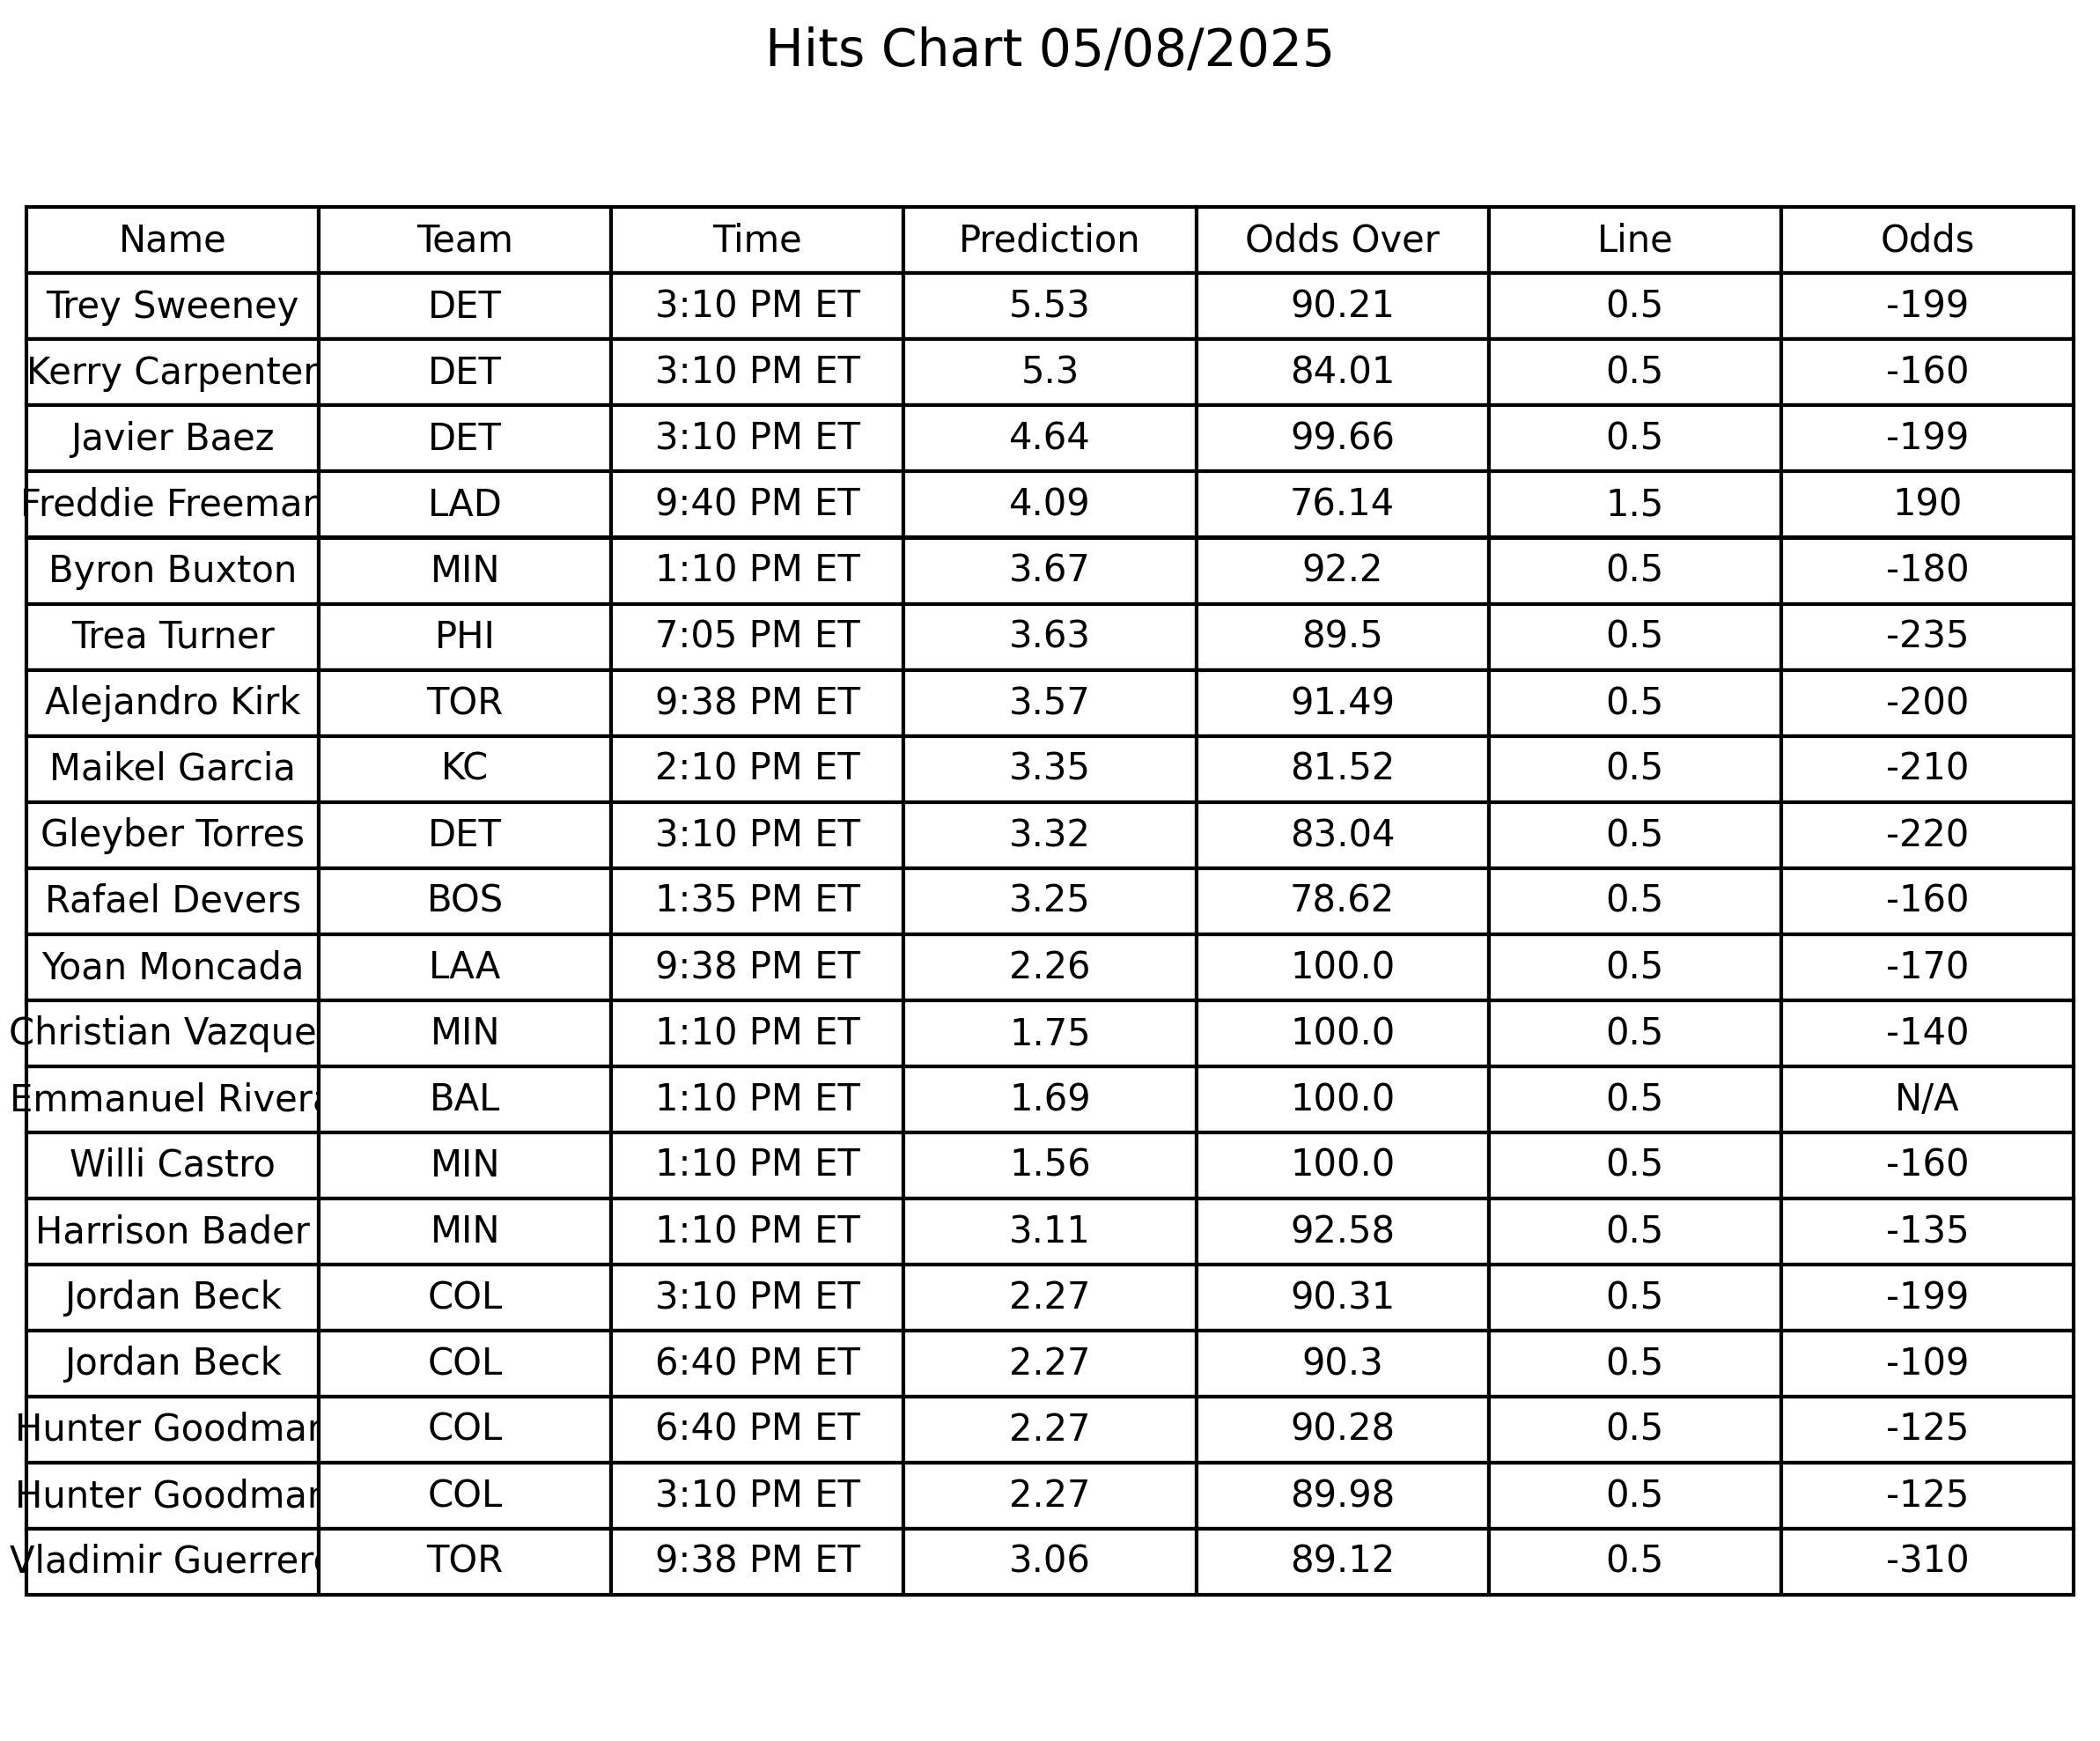 Hits Chart 05/08/2025
Name Team Time Prediction Odds Over Line Odds
Trey Sweeney DET 3:10 PM ET 5.53 90.21 0.5 -199
Kerry Carpenter DET 3:10 PM ET 5.3 84.01 0.5 -160
Javier Baez DET 3:10 PM ET 4.64 99.66 0.5 -199
Freddie Freeman LAD 9:40 PM ET 4.09 76.14 1.5 190
Byron Buxton MIN 1:10 PM ET 3.67 92.2 0.5 -180
Trea Turner PHI 7:05 PM ET 3.63 89.5 0.5 -235
Alejandro Kirk TOR 9:38 PM ET 3.57 91.49 0.5 -200
Maikel Garcia KC 2:10 PM ET 3.35 81.52 0.5 -210
Gleyber Torres DET 3:10 PM ET 3.32 83.04 0.5 -220
Rafael Devers BOS 1:35 PM ET 3.25 78.62 0.5 -160
Yoan Moncada LAA 9:38 PM ET 2.26 100.0 0.5 -170
Christian Vazque MIN 1:10 PM ET 1.75 100.0 0.5 -140
Emmanuel Rivera BAL 1:10 PM ET 1.69 100.0 0.5 N/A
Willi Castro MIN 1:10 PM ET 1.56 100.0 0.5 -160
Harrison Bader MIN 1:10 PM ET 3.11 92.58 0.5 -135
Jordan Beck COL 3:10 PM ET 2.27 90.31 0.5 -199
Jordan Beck COL 6:40 PM ET 2.27 90.3 0.5 -109
Hunter Goodman COL 6:40 PM ET 2.27 90.28 0.5 -125
Hunter Goodman COL 3:10 PM ET 2.27 89.98 0.5 -125
Vladimir Guerrero TOR 9:38 PM ET 3.06 89.12 0.5 -310